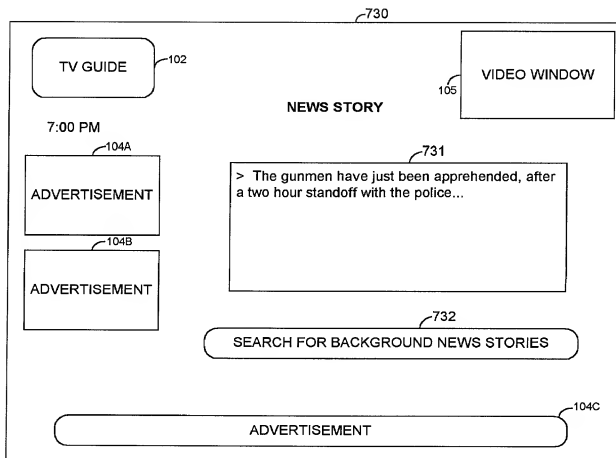 730
TV GUIDE
102
105
VIDEO WINDOW
NEWS STORY
7:00 PM
104A
ADVERTISEMENT
731
> The gunmen have just been apprehended, after
a two hour standoff with the police...
104B
ADVERTISEMENT
732
SEARCH FOR BACKGROUND NEWS STORIES
104C
ADVERTISEMENT